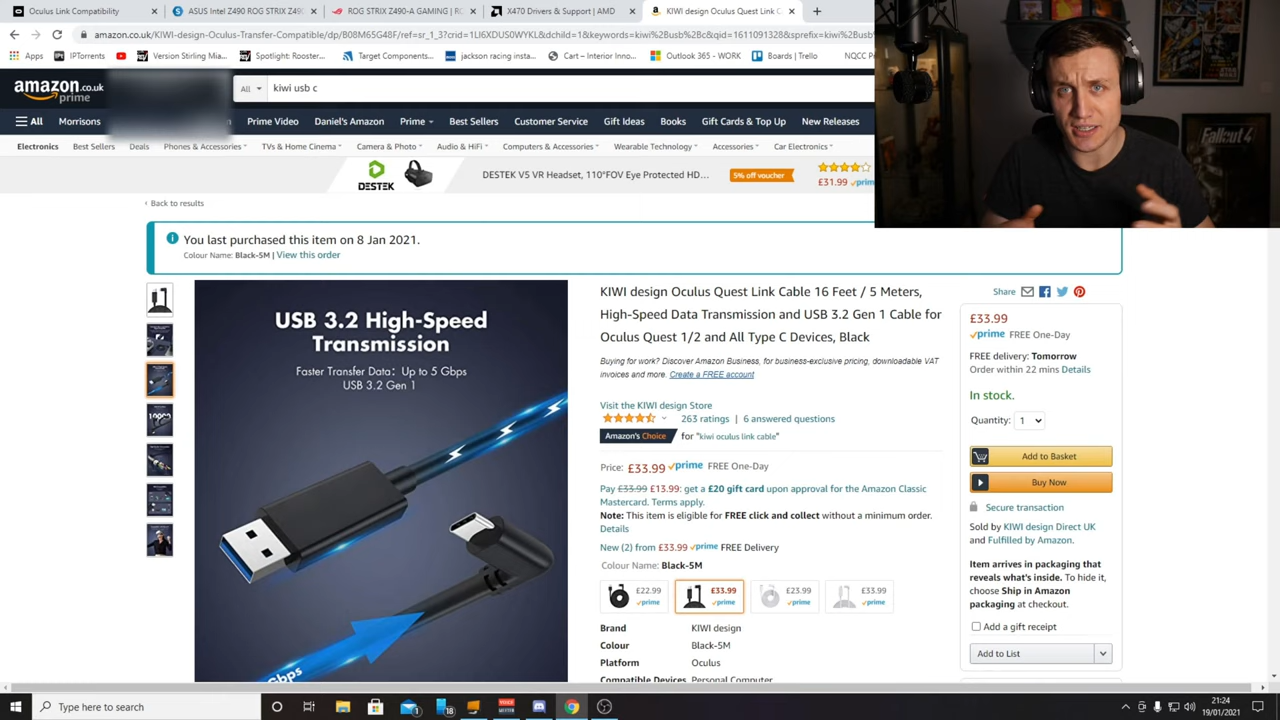 Oculus Link Compatibility
ASUS Intel Z490 ROG STRIX Z490
ROG STRIX Z490-A GAMING | RO
X470 Drivers & Support | AMD
KIWI design Oculus Quest Link C
amazon.co.uk/KIWI-design-Oculus-Transfer-Compatible/dp/B08M65G48F/ref=sr_1_3?crid=1LI6XDUS0WYKL&dchild=1&keywords=kiwi%2Busb%2Bc&qid=1611091328&sprefix=kiwi%2Busb%
Apps
IPTorrents
Version Stirling Mia...
Spotlight: Rooster...
Target Components...
jackson racing insta...
Cart – Interior Inno...
Outlook 365 - WORK
Boards | Trello
NQCC P
amazon.co.uk
prime
All
kiwi usb c
All
Morrisons
Prime Video
Daniel's Amazon
Prime
Best Sellers
Customer Service
Gift Ideas
Books
Gift Cards & Top Up
New Releases
Electronics
Best Sellers
Deals
Phones & Accessories
TVs & Home Cinema
Camera & Photo
Audio & HiFi
Computers & Accessories
Wearable Technology
Accessories
Car Electronics
DESTEK
DESTEK V5 VR Headset, 110°FOV Eye Protected HD...
5% off voucher
£31.99 prime
Fallout 4
‹ Back to results
You last purchased this item on 8 Jan 2021.
Colour Name: Black-5M | View this order
USB 3.2 High-Speed
Transmission
Faster Transfer Data: Up to 5 Gbps
USB 3.2 Gen 1
KIWI design Oculus Quest Link Cable 16 Feet / 5 Meters,
High-Speed Data Transmission and USB 3.2 Gen 1 Cable for
Oculus Quest 1/2 and All Type C Devices, Black
Buying for work? Discover Amazon Business, for business-exclusive pricing, downloadable VAT
invoices and more. Create a FREE account
Visit the KIWI design Store
263 ratings | 6 answered questions
Amazon's Choice for "kiwi oculus link cable"
Price: £33.99 prime FREE One-Day
Pay £33.99 £13.99: get a £20 gift card upon approval for the Amazon Classic
Mastercard. Terms apply.
Note: This item is eligible for FREE click and collect without a minimum order.
Details
New (2) from £33.99 prime FREE Delivery
Colour Name: Black-5M
£22.99
prime
£33.99
prime
£23.99
prime
£33.99
prime
Brand KIWI design
Colour Black-5M
Platform Oculus
Compatible Devices Personal Computer
Share
£33.99
prime FREE One-Day
FREE delivery: Tomorrow
Order within 22 mins Details
In stock.
Quantity: 1
Add to Basket
Buy Now
Secure transaction
Sold by KIWI design Direct UK
and Fulfilled by Amazon.
Item arrives in packaging that
reveals what's inside. To hide it,
choose Ship in Amazon
packaging at checkout.
Add a gift receipt
Add to List
Type here to search
21:24
19/01/2021